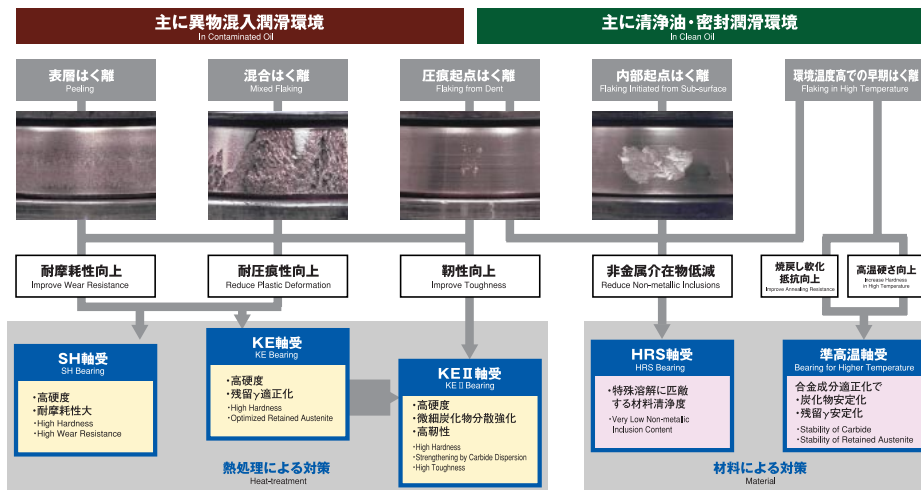 主に異物混入潤滑環境
In Contaminated Oil
主に清浄油・密封潤滑環境
In Clean Oil
表層はく離
Peeling
混合はく離
Mixed Flaking
圧痕起点はく離
Flaking from Dent
内部起点はく離
Flaking Initiated from Sub-surface
環境温度高での早期はく離
Flaking in High Temperature
耐摩耗性向上
Improve Wear Resistance
耐圧痕性向上
Reduce Plastic Deformation
靭性向上
Improve Toughness
非金属介在物低減
Reduce Non-metallic Inclusions
焼戻し軟化
抵抗向上
Improve Annealing Resistance
高温硬さ向上
Increase Hardness
in High Temperature
SH軸受
SH Bearing
・高硬度
・耐摩耗性大
・High Hardness
・High Wear Resistance
KE軸受
KE Bearing
・高硬度
・残留γ適正化
・High Hardness
・Optimized Retained Austenite
KEⅡ軸受
KEⅡ Bearing
・高硬度
・微細炭化物分散強化
・高靭性
・High Hardness
・Strengthening by Carbide Dispersion
・High Toughness
HRS軸受
HRS Bearing
・特殊溶解に匹敵
する材料清浄度
・Very Low Non-metallic
Inclusion Content
準高温軸受
Bearing for Higher Temperature
合金成分適正化で
・炭化物安定化
・残留γ安定化
・Stability of Carbide
・Stability of Retained Austenite
熱処理による対策
Heat-treatment
材料による対策
Material